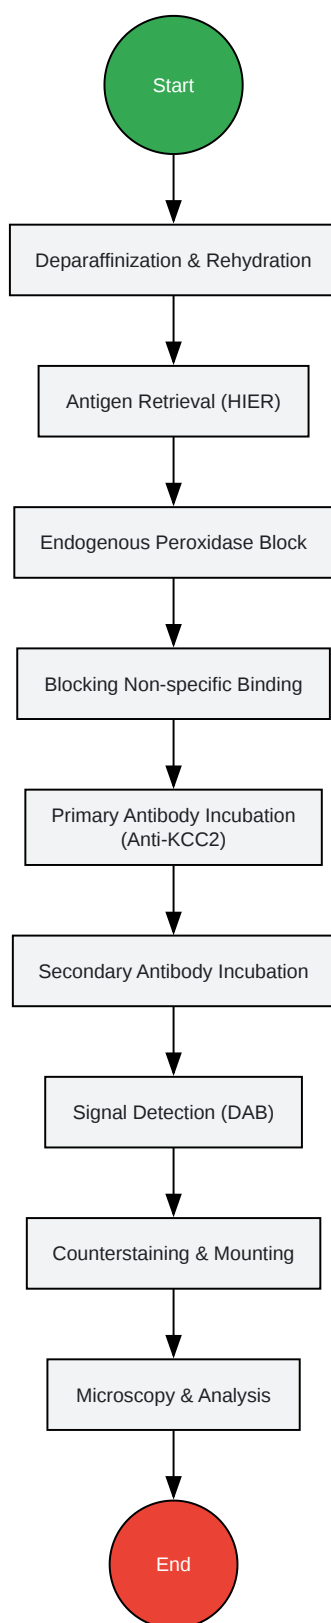 Start
Deparaffinization & Rehydration
Antigen Retrieval (HIER)
Endogenous Peroxidase Block
Blocking Non-specific Binding
Primary Antibody Incubation
(Anti-KCC2)
Secondary Antibody Incubation
Signal Detection (DAB)
Counterstaining & Mounting
Microscopy & Analysis
End